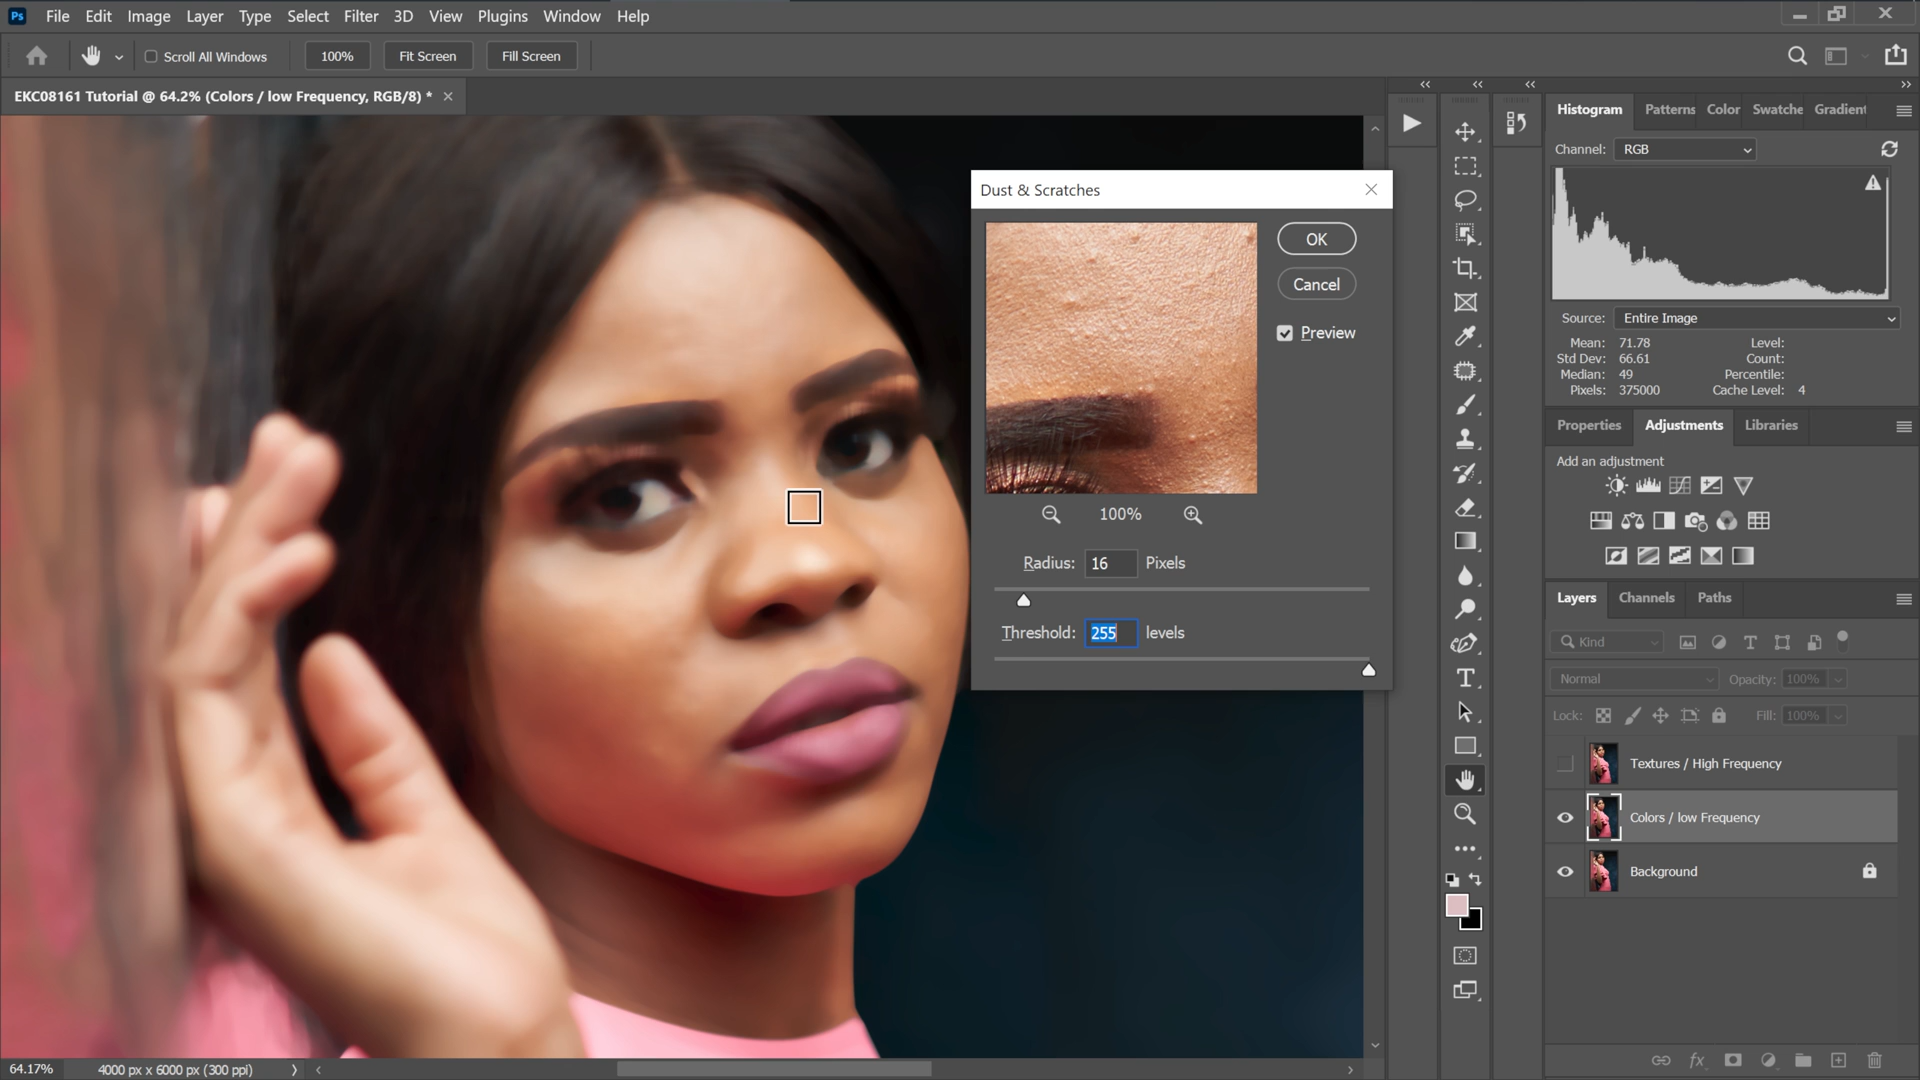 Ps File Edit Image Layer Type Select Filter 3D View Plugins Window Help
Scroll All Windows 100% Fit Screen Fill Screen
EKC08161 Tutorial @ 64.2% (Colors / low Frequency, RGB/8) *
Dust & Scratches
OK
Cancel
Preview
100%
Radius: 16 Pixels
Threshold: 255 levels
Histogram Patterns Color Swatche Gradient
Channel: RGB
Source: Entire Image
Mean: 71.78 Level:
Std Dev: 66.61 Count:
Median: 49 Percentile:
Pixels: 375000 Cache Level: 4
Properties Adjustments Libraries
Add an adjustment
Layers Channels Paths
Kind
Normal Opacity: 100%
Lock: Fill: 100%
Textures / High Frequency
Colors / low Frequency
Background
fx
64.17% 4000 px x 6000 px (300 ppi)